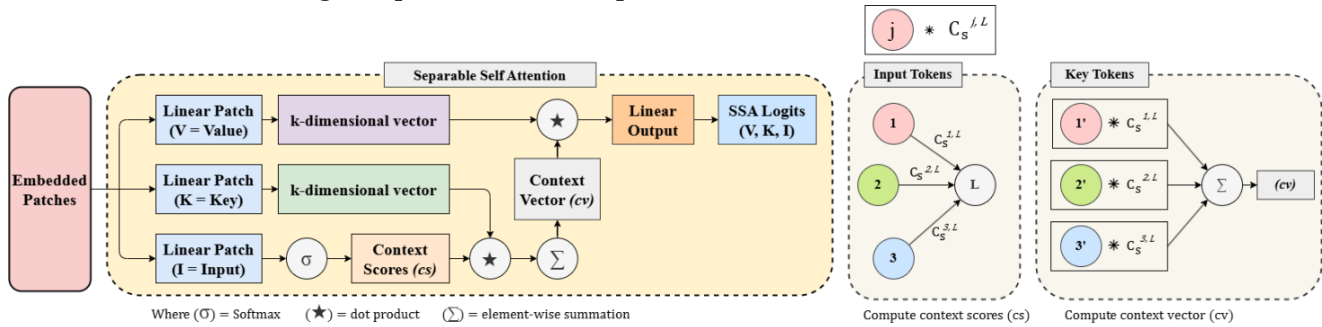 j * C_s^{j, L}
Separable Self Attention
Input Tokens
Key Tokens
Embedded
Patches
Linear Patch
(V = Value)
k-dimensional vector
★
Linear
Output
SSA Logits
(V, K, I)
Linear Patch
(K = Key)
k-dimensional vector
Context
Vector (cv)
Linear Patch
(I = Input)
σ
Context
Scores (cs)
★
Σ
1
C_s^{1, L}
2
C_s^{2, L}
L
3
C_s^{3, L}
1' * C_s^{1, L}
2' * C_s^{2, L}
Σ
(cv)
3' * C_s^{3, L}
Where (σ) = Softmax
(★) = dot product
(Σ) = element-wise summation
Compute context scores (cs)
Compute context vector (cv)